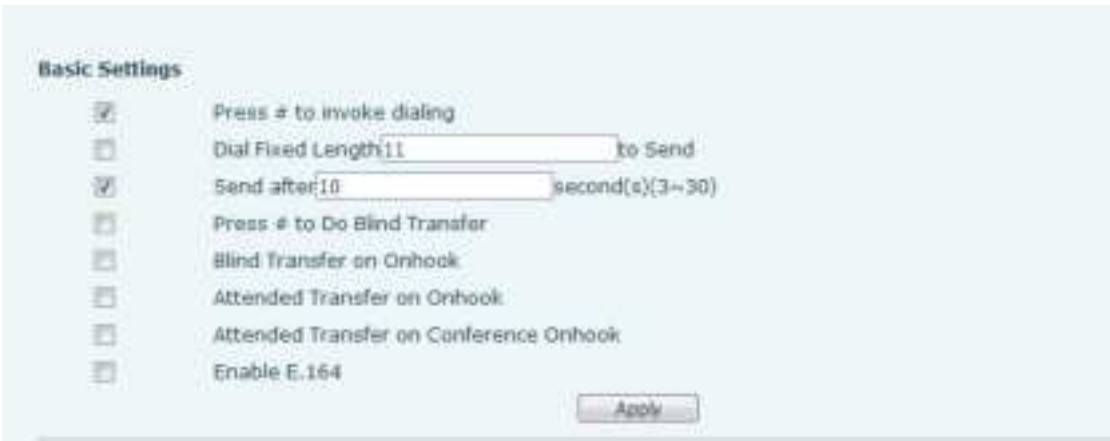 Basic Settings
Press # to invoke dialing
Dial Fixed Length 11 to Send
Send after 10 second(s)(3~30)
Press # to Do Blind Transfer
Blind Transfer on Onhook
Attended Transfer on Onhook
Attended Transfer on Conference Onhook
Enable E.164
Apply